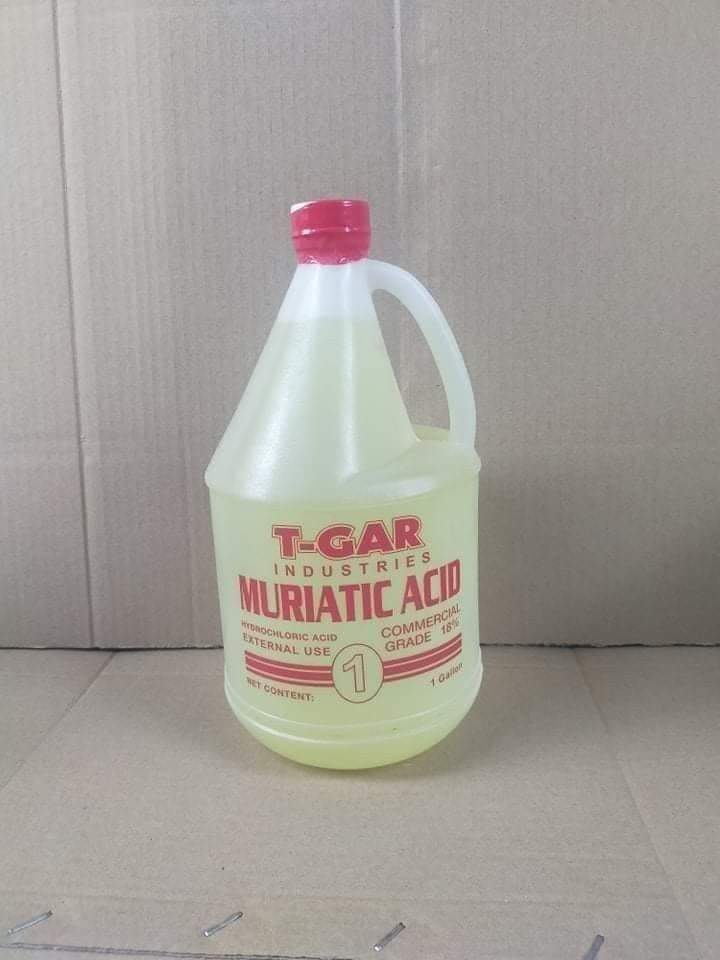 T-GAR
INDUSTRIES
MURIATIC ACID
HYDROCHLORIC ACID
EXTERNAL USE
COMMERCIAL
GRADE 18%
1
NET CONTENT:
1 Gallon